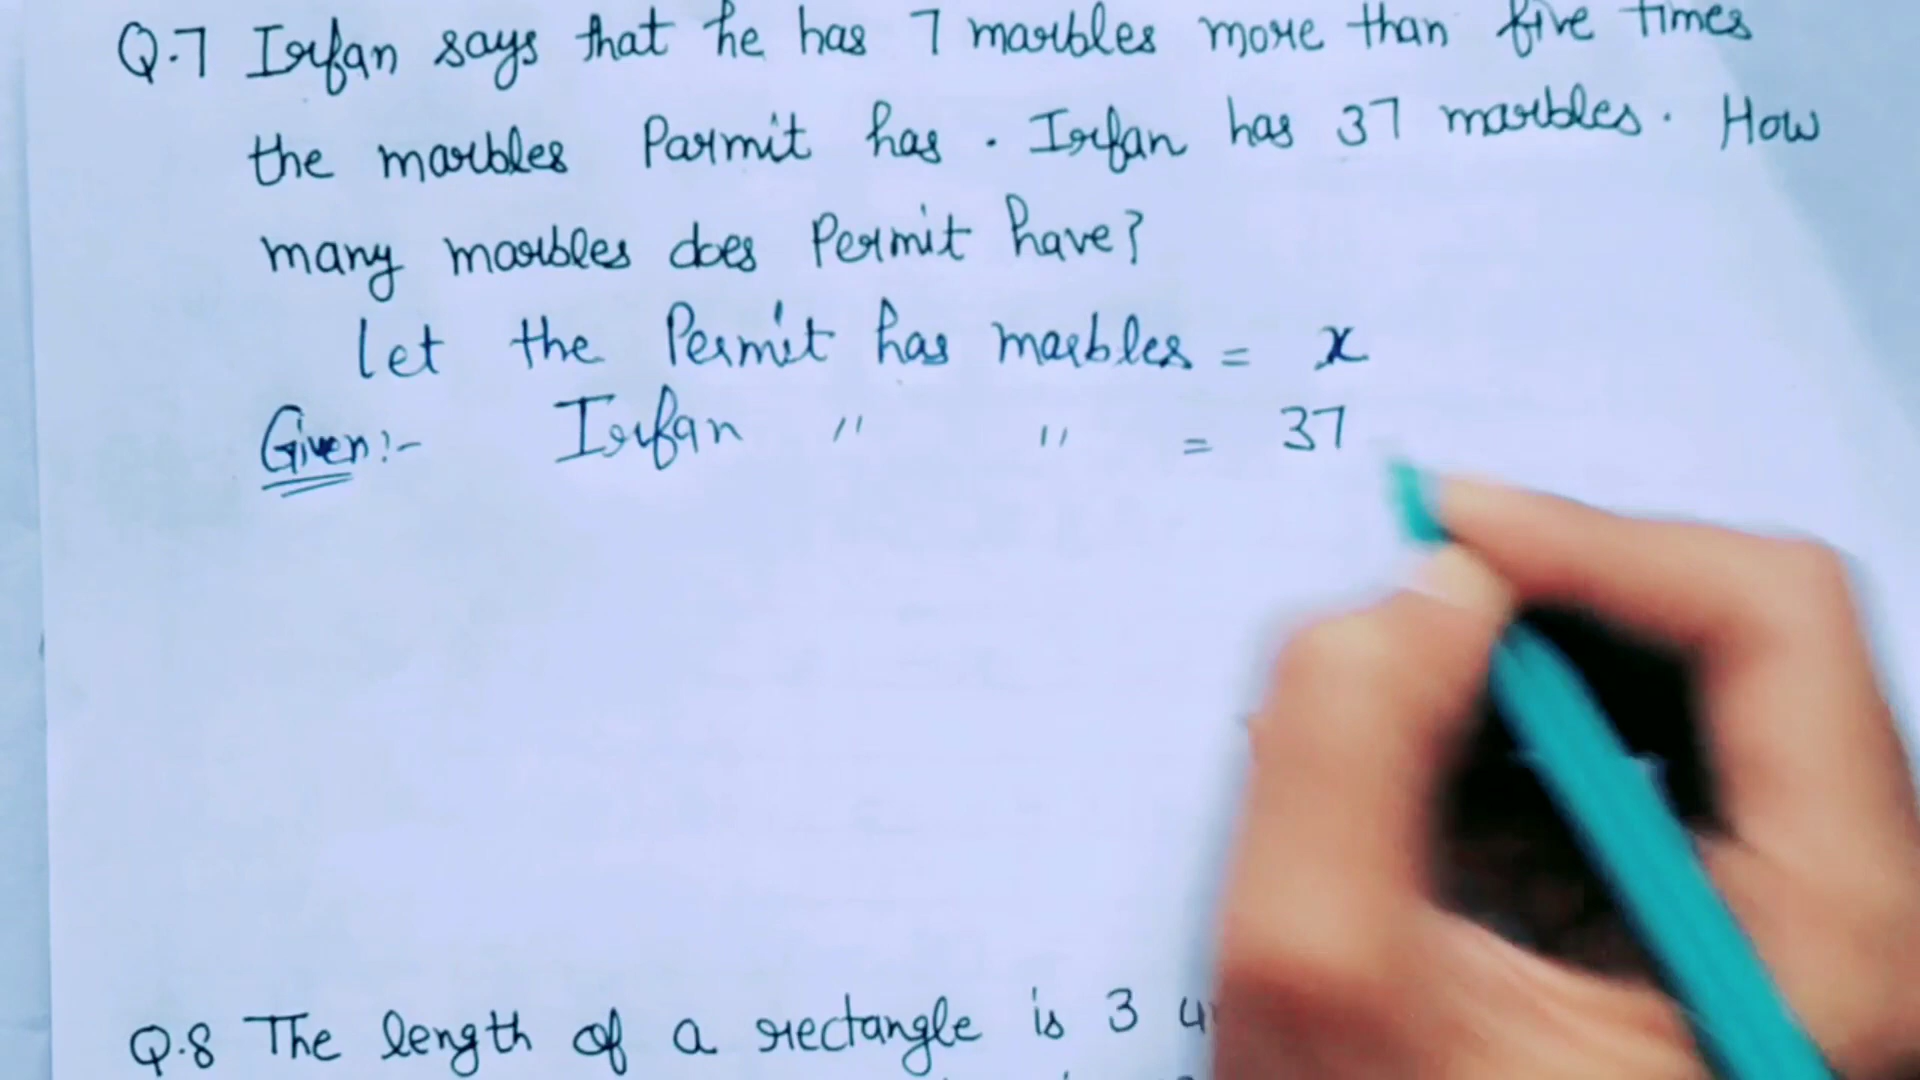 Q.7 Irfan says that he has 7 marbles more than five times
the marbles Parmit has. Irfan has 37 marbles. How
many marbles does Permit have?
Let the Permit has marbles = x
Given:- Irfan " " = 37
Q.8 The length of a rectangle is 3